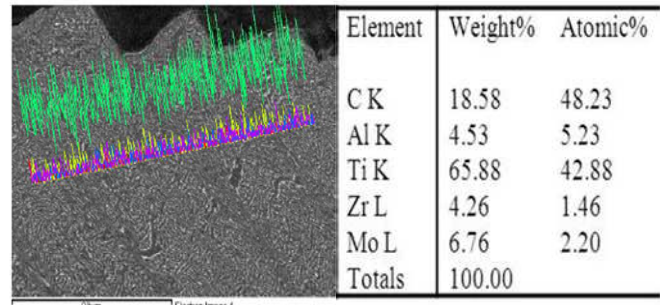 Element Weight% Atomic%
C K 18.58 48.23
Al K 4.53 5.23
Ti K 65.88 42.88
Zr L 4.26 1.46
Mo L 6.76 2.20
Totals 100.00